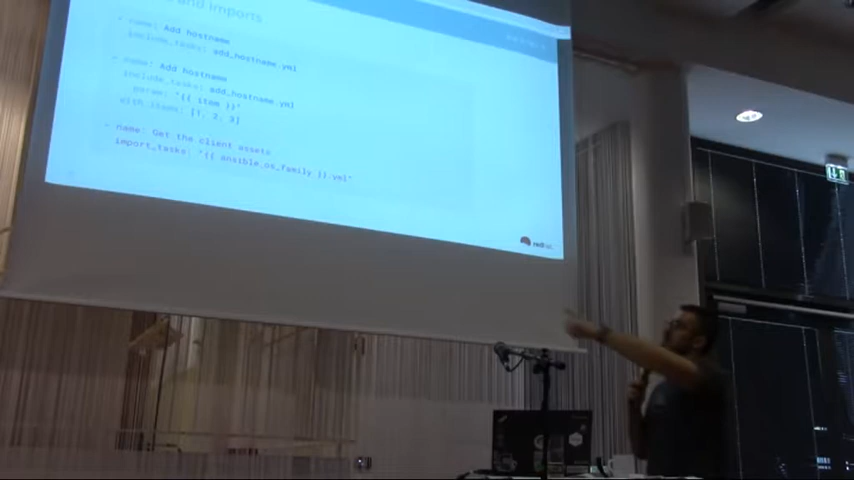 and Imports
- name: Add hostname
include_tasks: add_hostname.yml
- name: Add hostname
include_tasks: add_hostname.yml
param: "{{ item }}"
with_items: [1, 2, 3]
- name: Get the client assets
import_tasks: "{{ ansible_os_family }}.yml"
redhat.